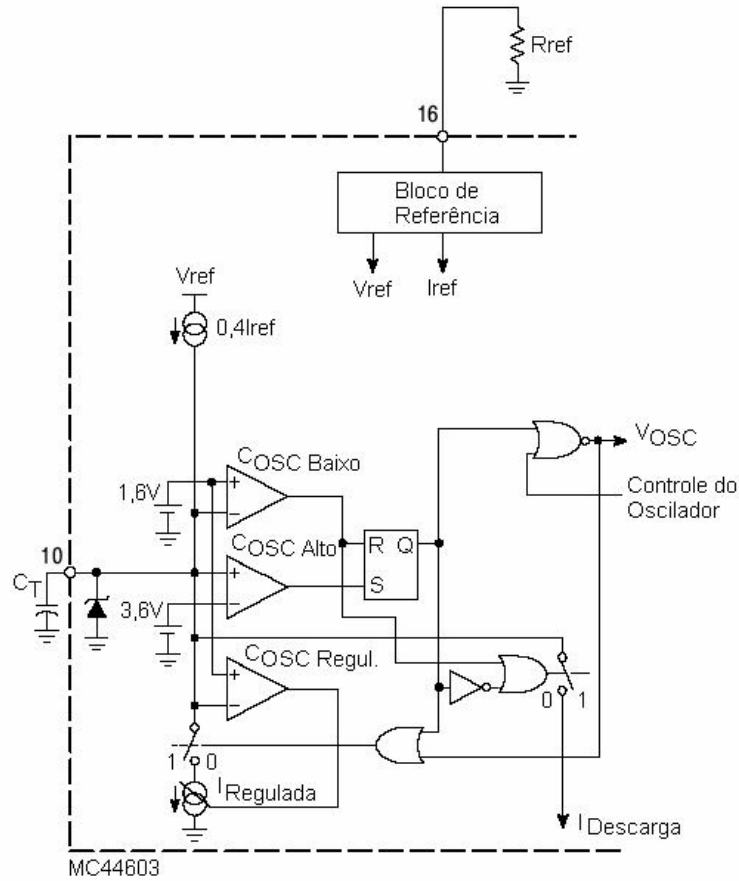 Rref
16
Bloco de
Referência
Vref
Iref
Vref
0,4Iref
COSC Baixo
1,6V
VOSC
Controle do
Oscilador
COSC Alto
R Q
S
10
CT
3,6V
COSC Regul.
0 1
1 0
IRegulada
IDescarga
MC44603